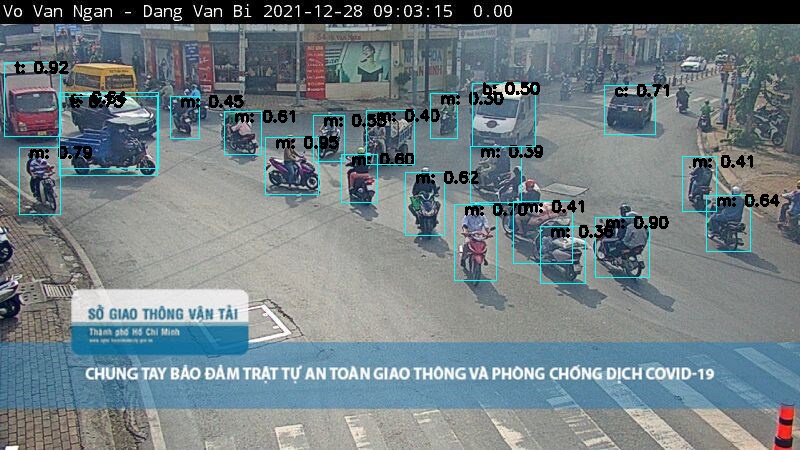 Vo Van Ngan - Dang Van Bi 2021-12-28 09:03:15 0.00
t: 0.92
m: 0.45
m: 0.61
m: 0.95
m: 0.40
m: 0.30
b: 0.50
c: 0.71
m: 0.79
m: 0.60
m: 0.62
m: 0.39
m: 0.41
m: 0.64
m: 0.70
m: 0.41
m: 0.36
m: 0.90
SỞ GIAO THÔNG VẬN TẢI
Thành phố Hồ Chí Minh
CHUNG TAY BẢO ĐẢM TRẬT TỰ AN TOÀN GIAO THÔNG VÀ PHÒNG CHỐNG DỊCH COVID-19